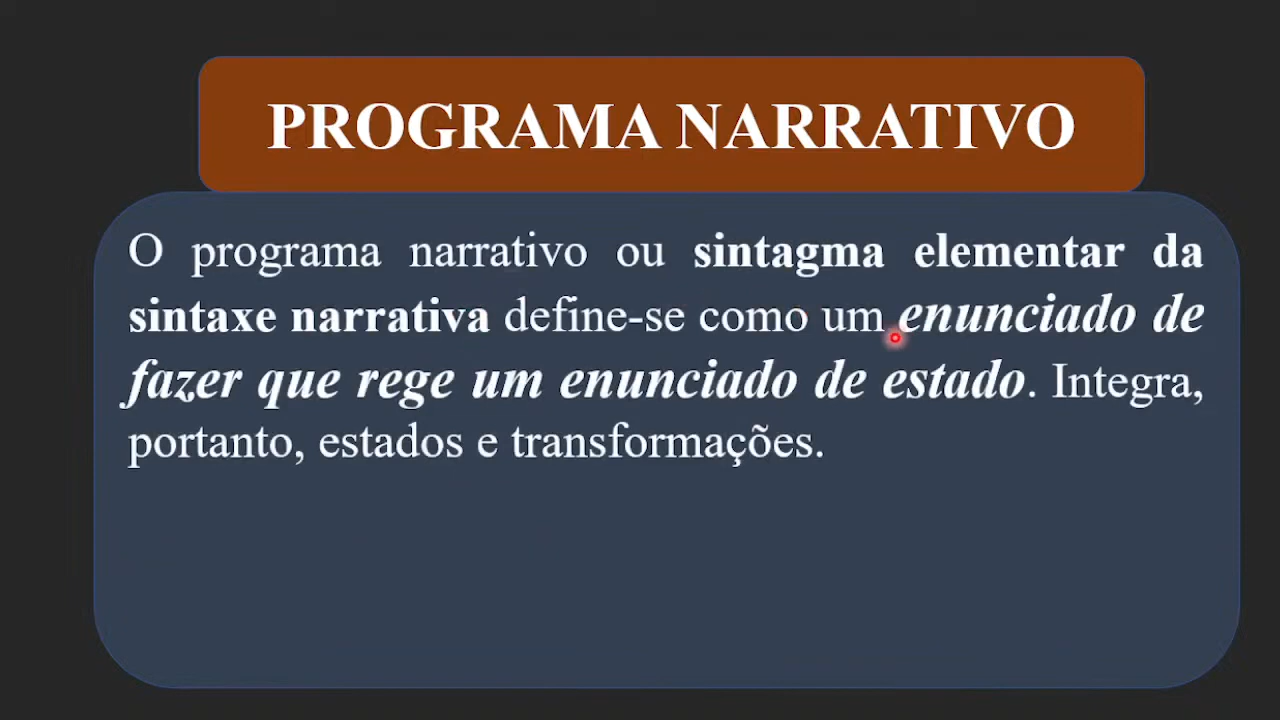 PROGRAMA NARRATIVO
O programa narrativo ou sintagma elementar da
sintaxe narrativa define-se como um enunciado de
fazer que rege um enunciado de estado. Integra,
portanto, estados e transformações.